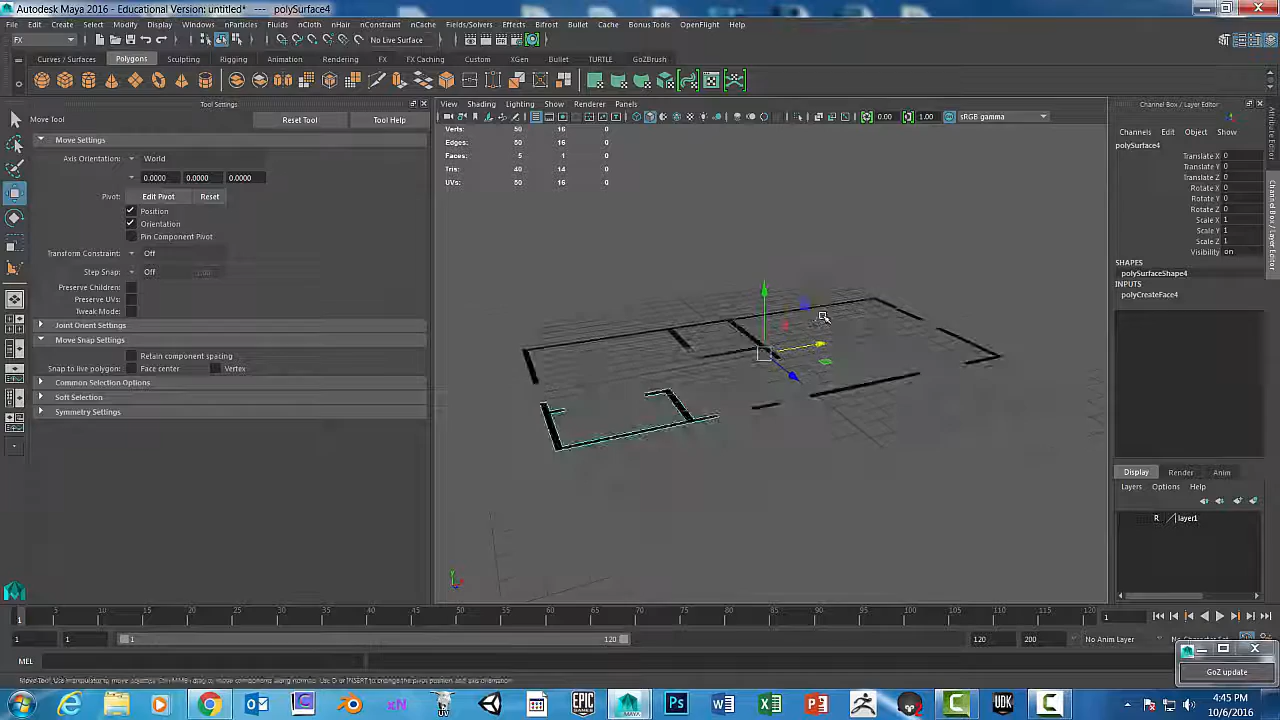 Autodesk Maya 2016 - Educational Version: untitled*   ---   polySurface4
File Edit Create Select Modify Display Windows nParticles Fluids nCloth nHair nConstraint nCache Fields/Solvers Effects Bifrost Bullet Cache Bonus Tools OpenFlight Help
FX No Live Surface
Curves / Surfaces Polygons Sculpting Rigging Animation Rendering FX FX Caching Custom XGen Bullet TURTLE GoZBrush
Tool Settings
Move Tool Reset Tool Tool Help
Move Settings
Axis Orientation: World
0.0000 0.0000 0.0000
Pivot: Edit Pivot Reset
Position
Orientation
Pin Component Pivot
Transform Constraint: Off
Step Snap: Off 1.00
Preserve Children:
Preserve UVs:
Tweak Mode:
Joint Orient Settings
Move Snap Settings
Retain component spacing
Snap to live polygon: Face center Vertex
Common Selection Options
Soft Selection
Symmetry Settings
View Shading Lighting Show Renderer Panels
0.00 1.00 sRGB gamma
Verts: 50 16 0
Edges: 50 16 0
Faces: 5 1 0
Tris: 40 14 0
UVs: 50 16 0
Channel Box / Layer Editor
Channels Edit Object Show
polySurface4
Translate X 0
Translate Y 0
Translate Z 0
Rotate X 0
Rotate Y 0
Rotate Z 0
Scale X 1
Scale Y 1
Scale Z 1
Visibility on
SHAPES
polySurfaceShape4
INPUTS
polyCreateFace4
Attribute Editor
Channel Box / Layer Editor
Display Render Anim
Layers Options Help
R layer1
5 10 15 20 25 30 35 40 45 50 55 60 65 70 75 80 85 90 95 100 105 110 115 120
1 1
1 1 1 120 120 200 No Anim Layer
MEL
GoZ update
4:45 PM
10/6/2016